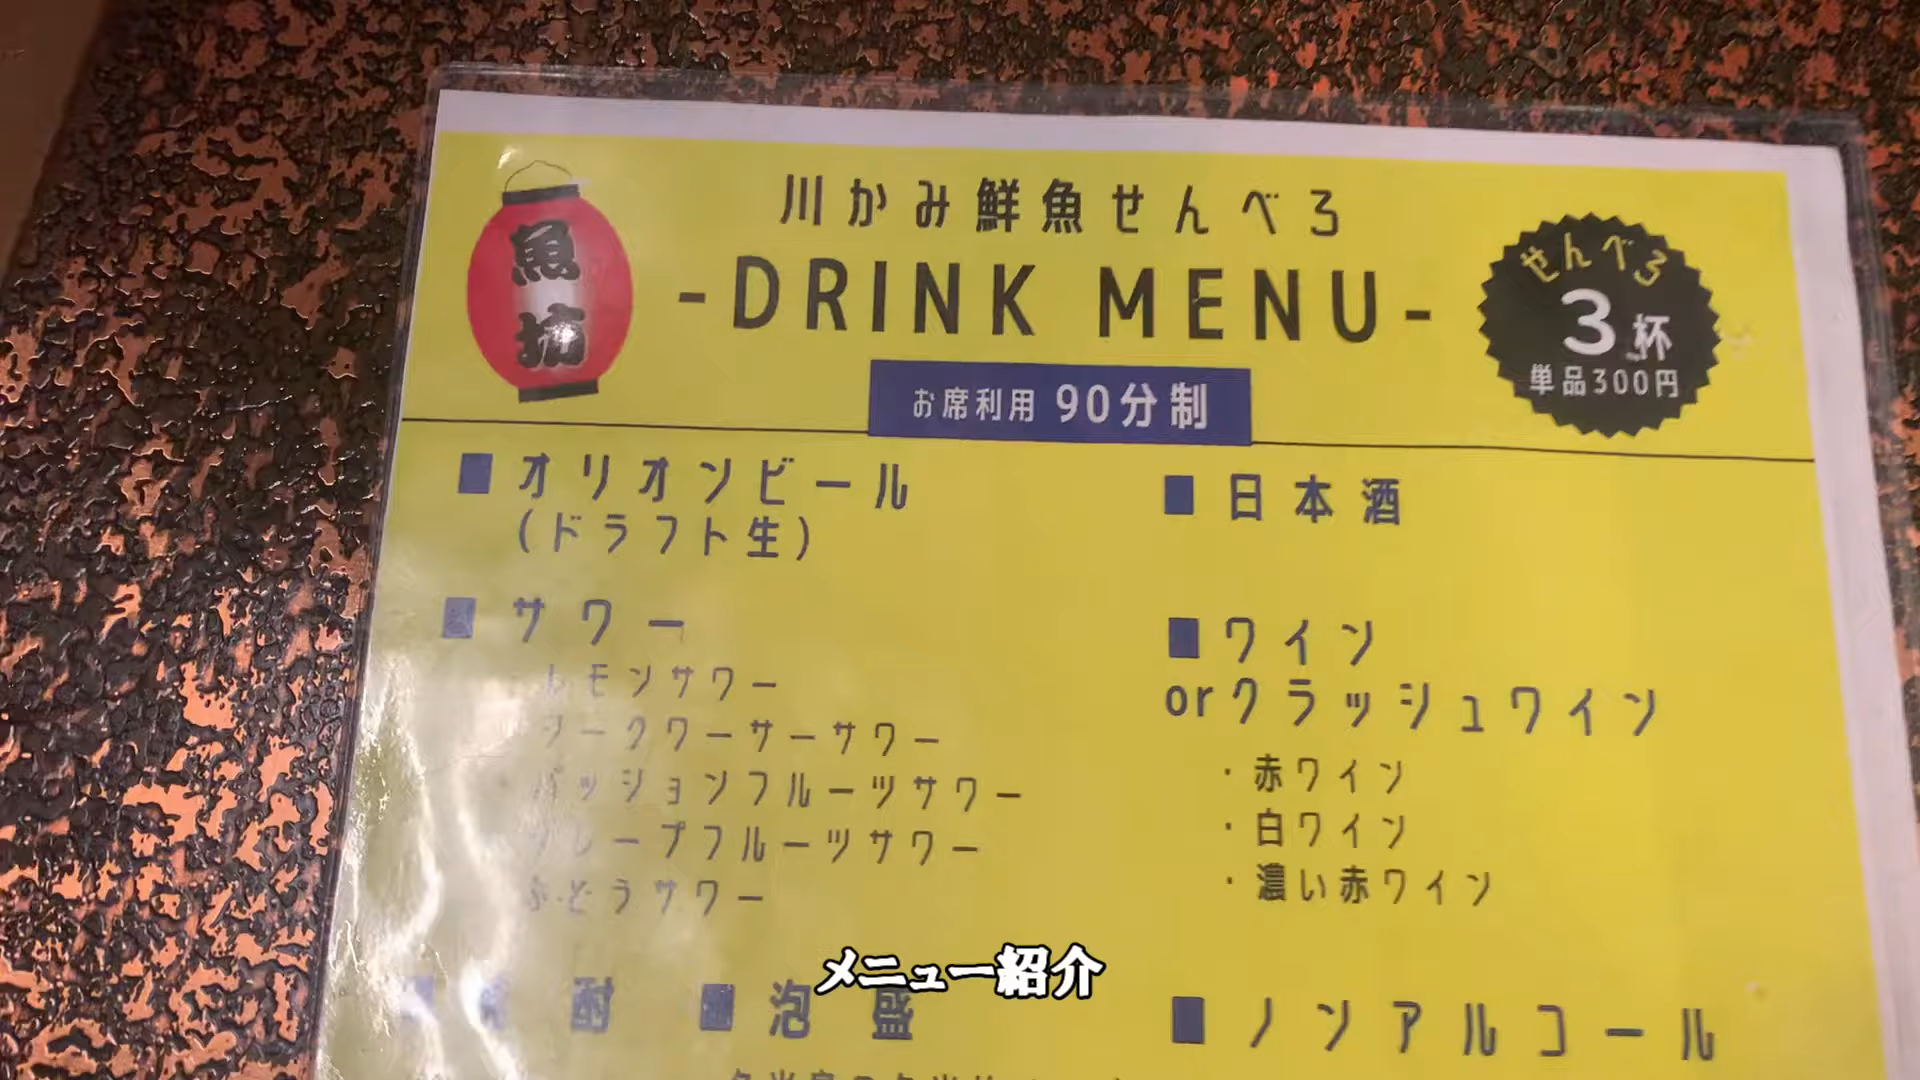 魚坊
川かみ鮮魚せんべろ
-DRINK MENU-
お席利用 90分制
せんべろ
3杯
単品300円
■ オリオンビール
(ドラフト生)
■ サワー
レモンサワー
シークワーサーサワー
・パッションフルーツサワー
グレープフルーツサワー
ぶどうサワー
酎
■ 泡盛
■ 日本酒
■ ワイン
orクラッシュワイン
・赤ワイン
・白ワイン
・濃い赤ワイン
■ ノンアルコール
メニュー紹介